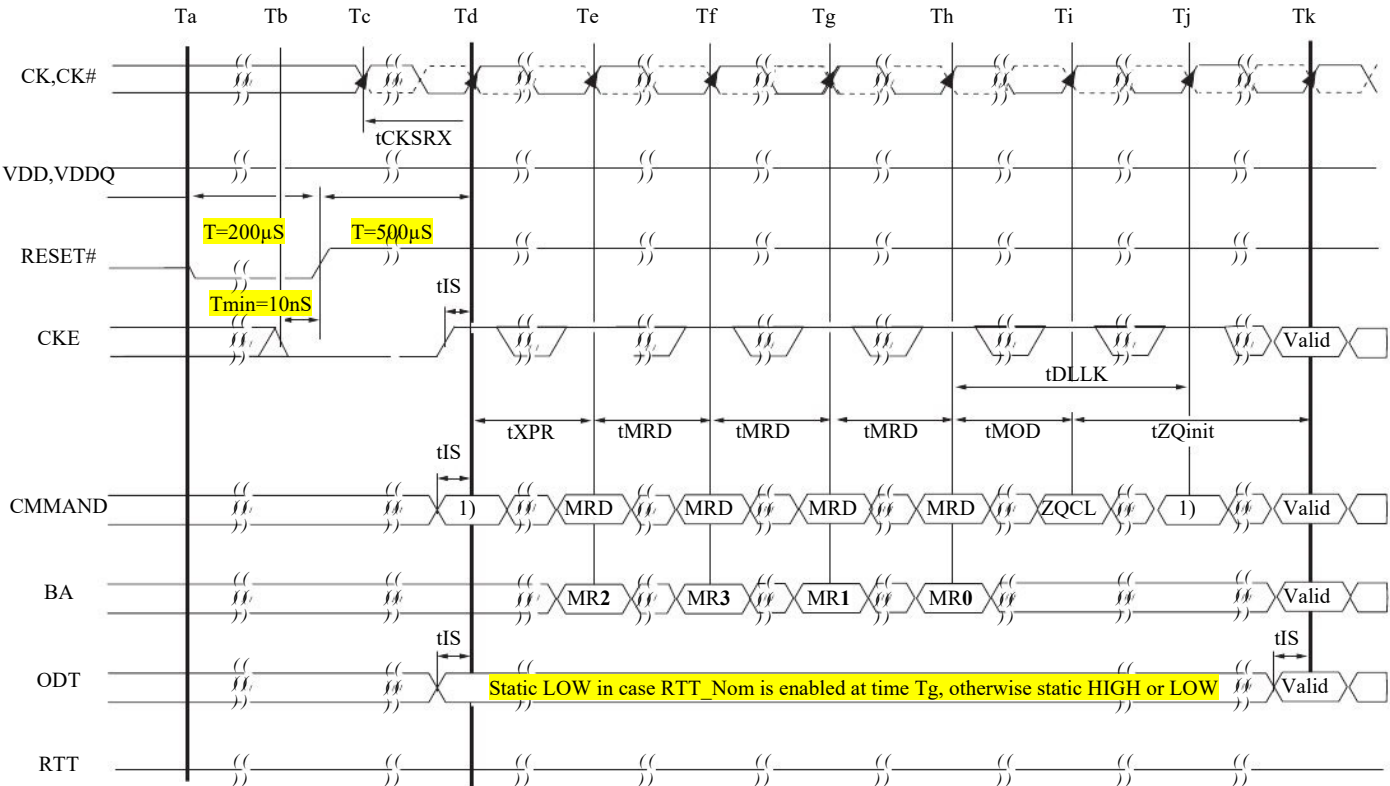 Ta Tb Tc Td Te Tf Tg Th Ti Tj Tk
CK,CK#
tCKSRX
VDD,VDDQ
T=200µS T=500µS
RESET#
Tmin=10nS tIS
CKE Valid
tDLLK
tXPR tMRD tMRD tMRD tMOD tZQinit
tIS
CMMAND 1) MRD MRD MRD MRD ZQCL 1) Valid
BA MR2 MR3 MR1 MR0 Valid
tIS tIS
ODT Static LOW in case RTT_Nom is enabled at time Tg, otherwise static HIGH or LOW Valid
RTT